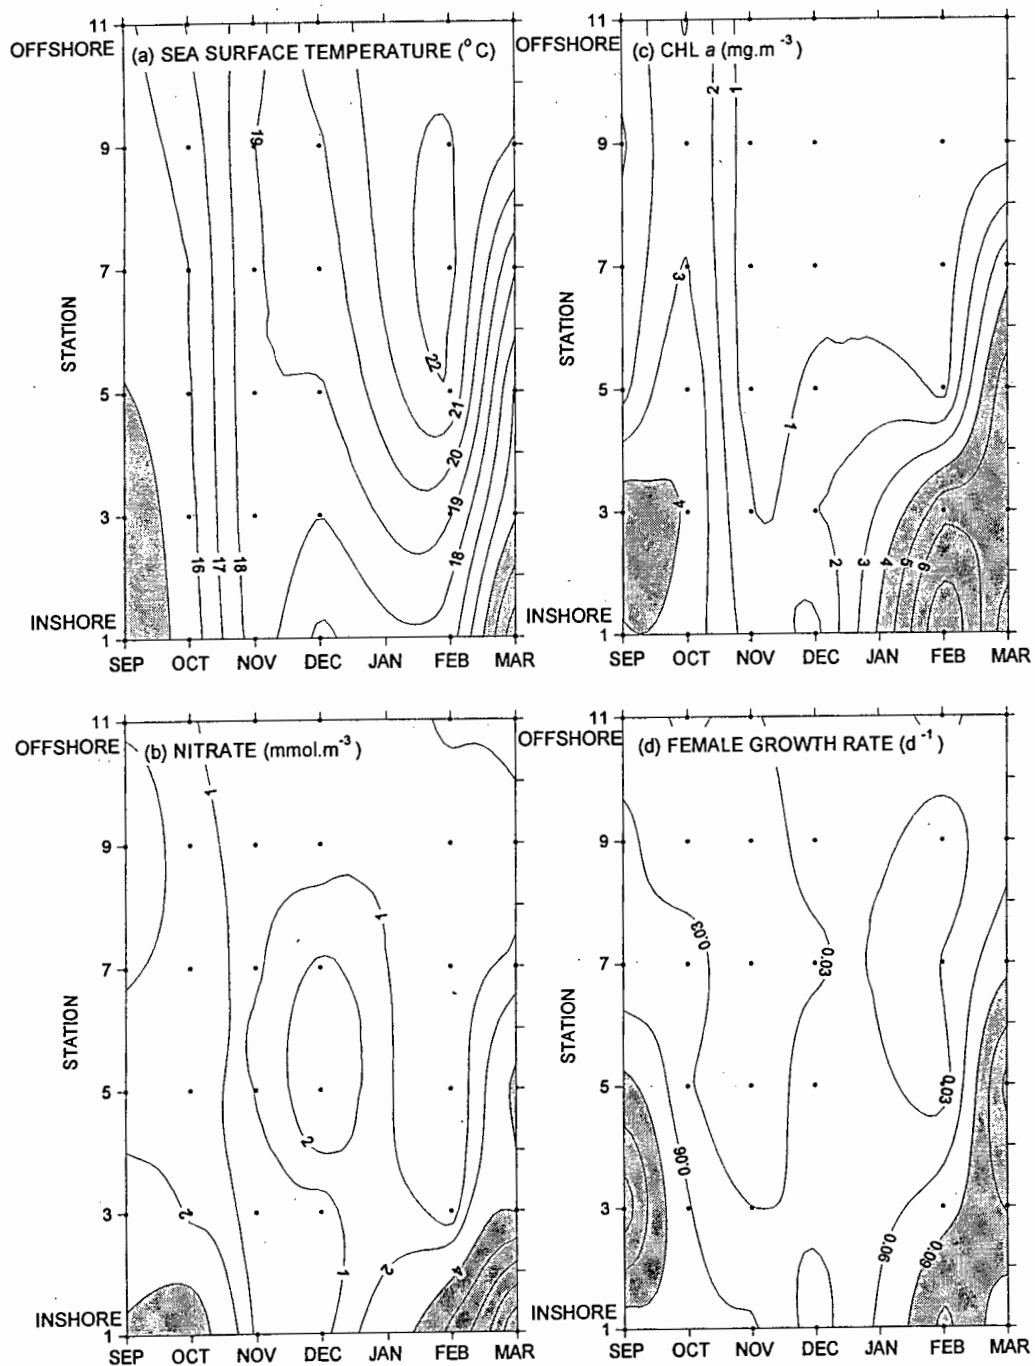 11
OFFSHORE
(a) SEA SURFACE TEMPERATURE (°C)
9
7
5
3
INSHORE
1
STATION
19
22
21
20
19
18
16
17
18
SEP OCT NOV DEC JAN FEB MAR
11
OFFSHORE
(c) CHL a (mg.m-3)
9
7
5
3
INSHORE
1
STATION
2
1
3
1
4
2
3
4
5
6
SEP OCT NOV DEC JAN FEB MAR
11
OFFSHORE
(b) NITRATE (mmol.m-3)
9
7
5
3
INSHORE
1
STATION
1
1
2
2
1
2
4
SEP OCT NOV DEC JAN FEB MAR
11
OFFSHORE
(d) FEMALE GROWTH RATE (d-1)
9
7
5
3
INSHORE
1
STATION
0.03
0.03
0.03
0.06
0.06
0.09
SEP OCT NOV DEC JAN FEB MAR